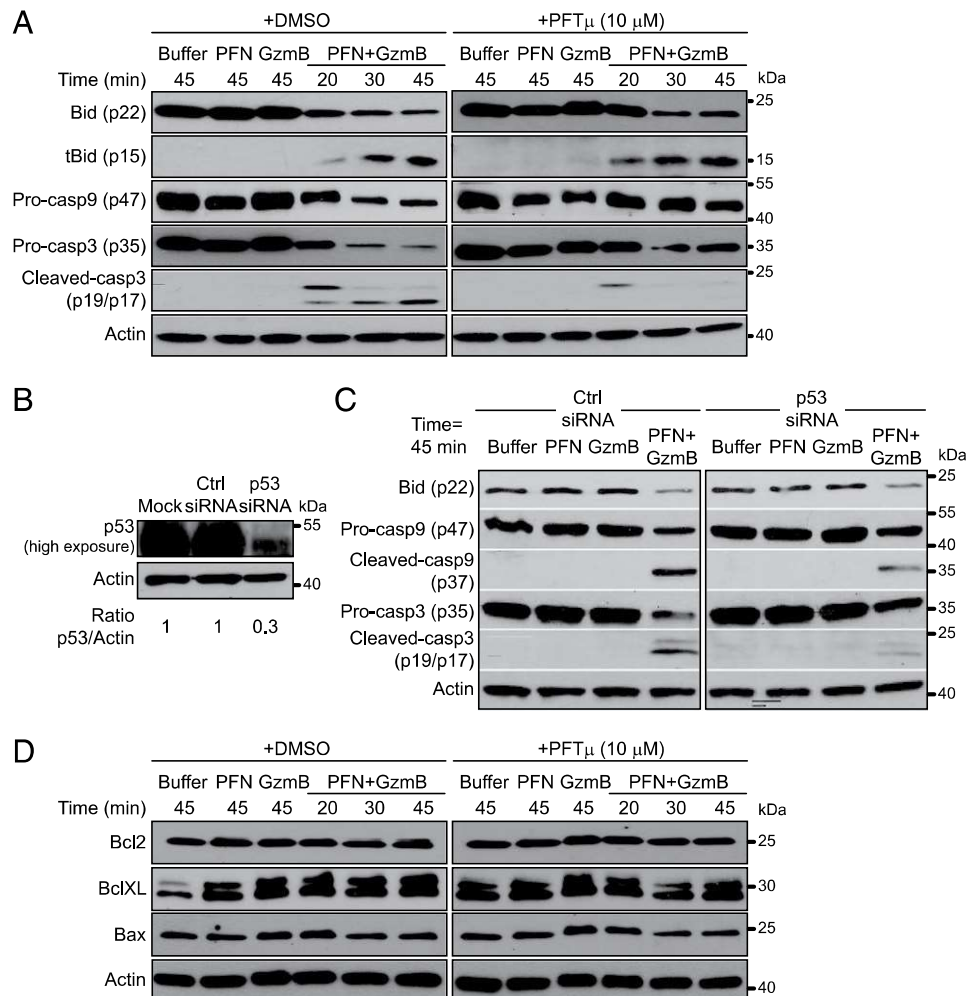 A
+DMSO +PFTµ (10 µM)
Buffer PFN GzmB PFN+GzmB Buffer PFN GzmB PFN+GzmB
Time (min) 45 45 45 20 30 45 45 45 45 20 30 45 kDa
Bid (p22) 25
tBid (p15) 15
Pro-casp9 (p47) 55
40
Pro-casp3 (p35) 35
Cleaved-casp3 25
(p19/p17)
Actin 40
B
Ctrl p53
Mock siRNA siRNA kDa
p53 55
(high exposure)
Actin 40
Ratio
p53/Actin 1 1 0.3
C
Ctrl p53
Time= siRNA siRNA
45 min Buffer PFN GzmB PFN+ Buffer PFN GzmB PFN+ kDa
GzmB GzmB
Bid (p22) 25
Pro-casp9 (p47) 55
40
Cleaved-casp9
(p37) 35
Pro-casp3 (p35) 35
Cleaved-casp3 25
(p19/p17)
Actin 40
D
+DMSO +PFTµ (10 µM)
Buffer PFN GzmB PFN+GzmB Buffer PFN GzmB PFN+GzmB
Time (min) 45 45 45 20 30 45 45 45 45 20 30 45 kDa
Bcl2 25
BclXL 30
Bax 25
Actin 40